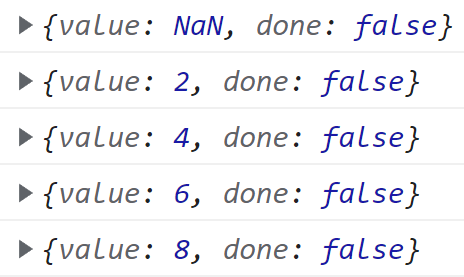 {value: NaN, done: false}
{value: 2, done: false}
{value: 4, done: false}
{value: 6, done: false}
{value: 8, done: false}